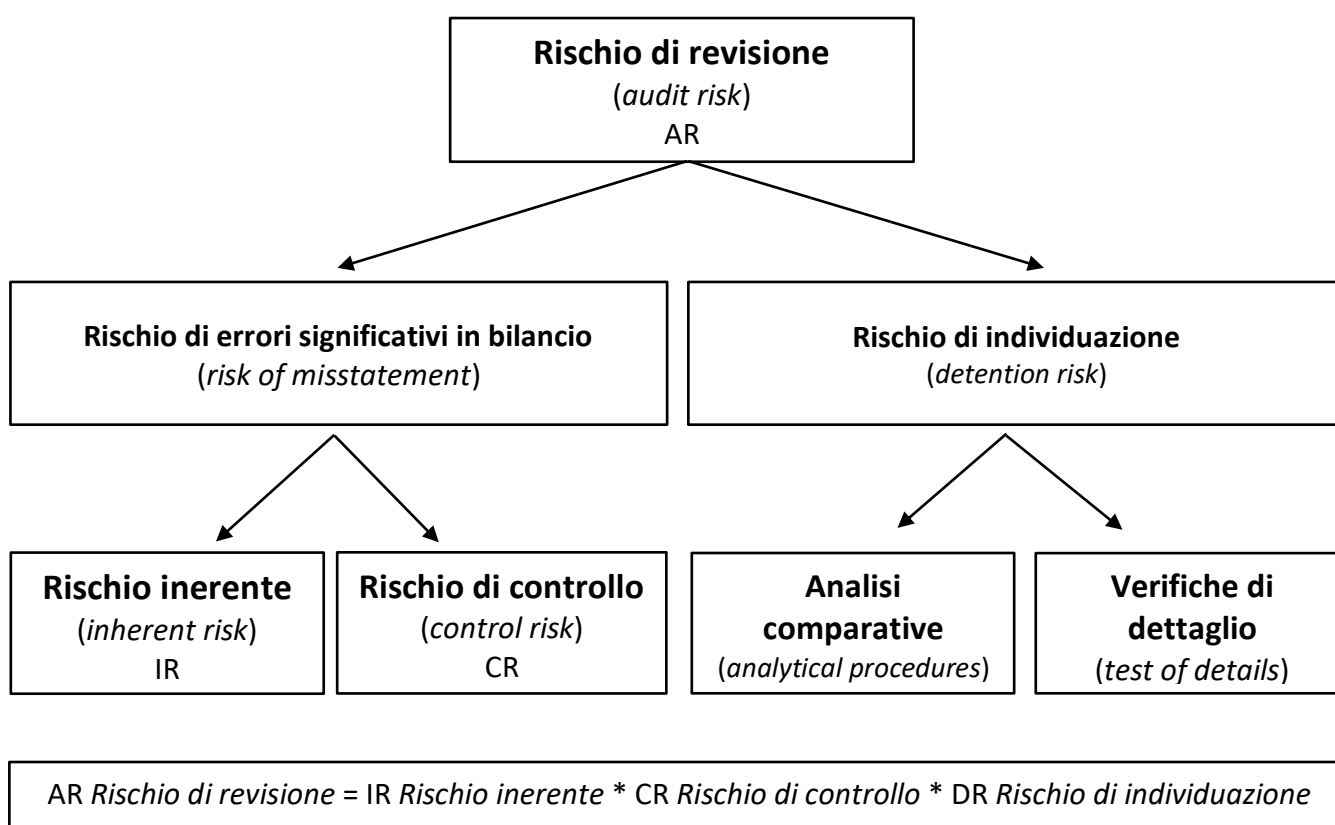 Rischio di revisione
(audit risk)
AR
Rischio di errori significativi in bilancio
(risk of misstatement)
Rischio di individuazione
(detention risk)
Rischio inerente
(inherent risk)
IR
Rischio di controllo
(control risk)
CR
Analisi
comparative
(analytical procedures)
Verifiche di
dettaglio
(test of details)
AR Rischio di revisione = IR Rischio inerente * CR Rischio di controllo * DR Rischio di individuazione